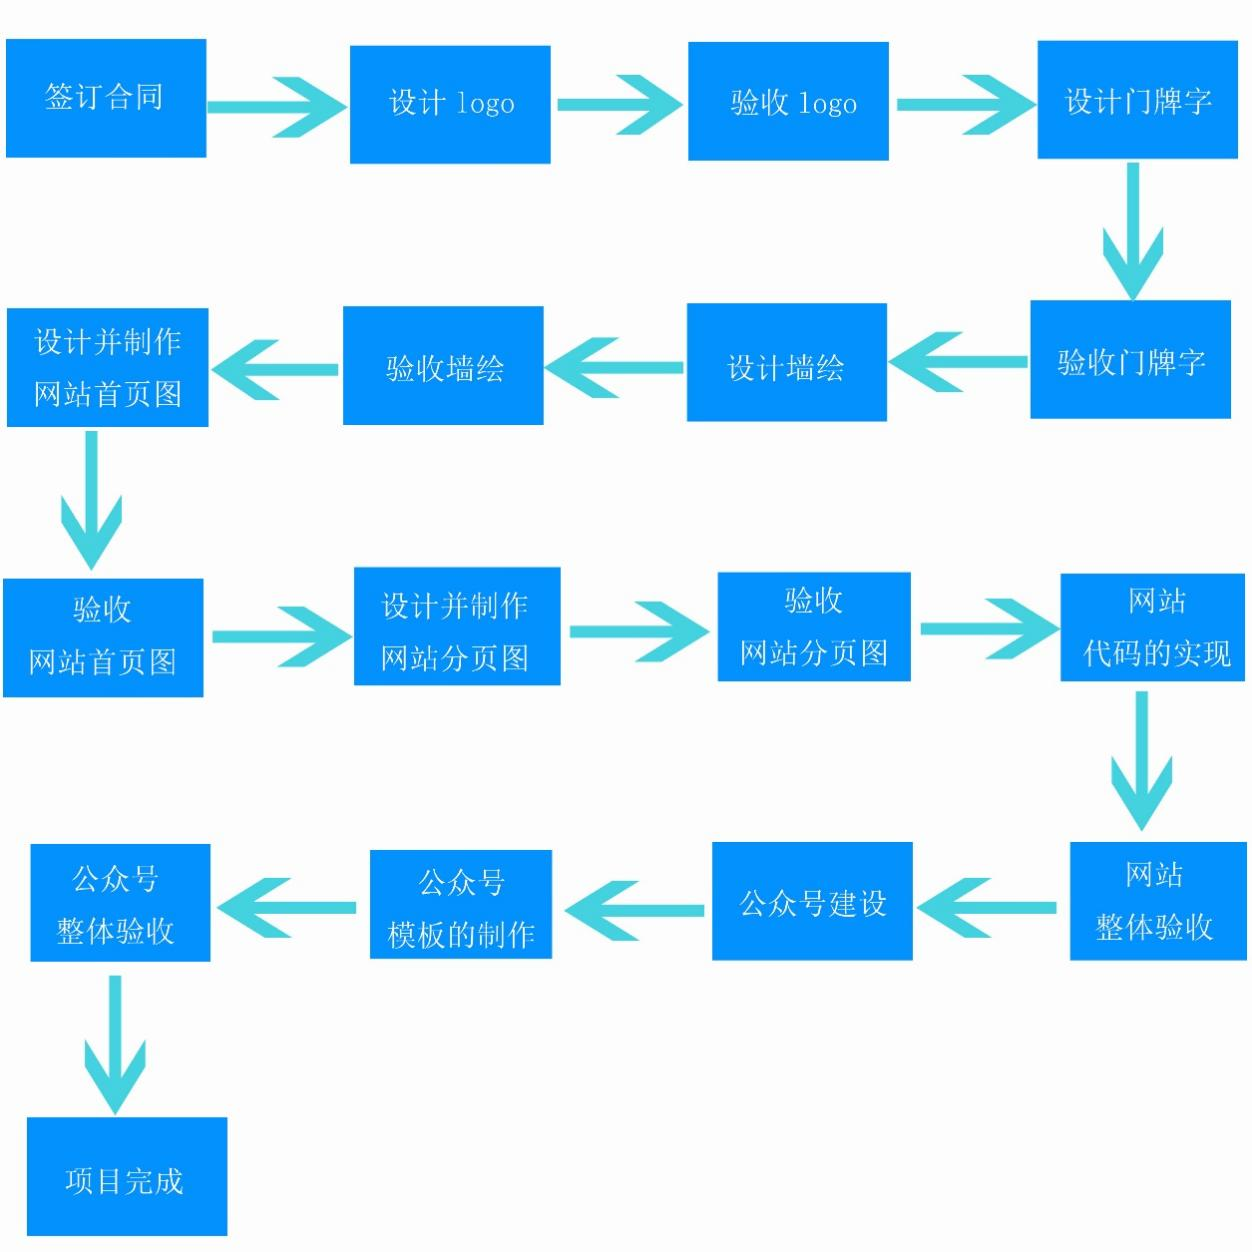 签订合同
设计 logo
验收 logo
设计门牌字
验收门牌字
设计墙绘
验收墙绘
设计并制作
网站首页图
验收
网站首页图
设计并制作
网站分页图
验收
网站分页图
网站
代码的实现
网站
整体验收
公众号建设
公众号
模板的制作
公众号
整体验收
项目完成